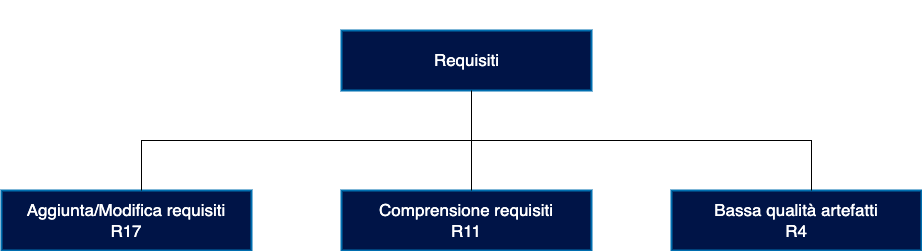 Requisiti
Aggiunta/Modifica requisiti
R17
Comprensione requisiti
R11
Bassa qualità artefatti
R4